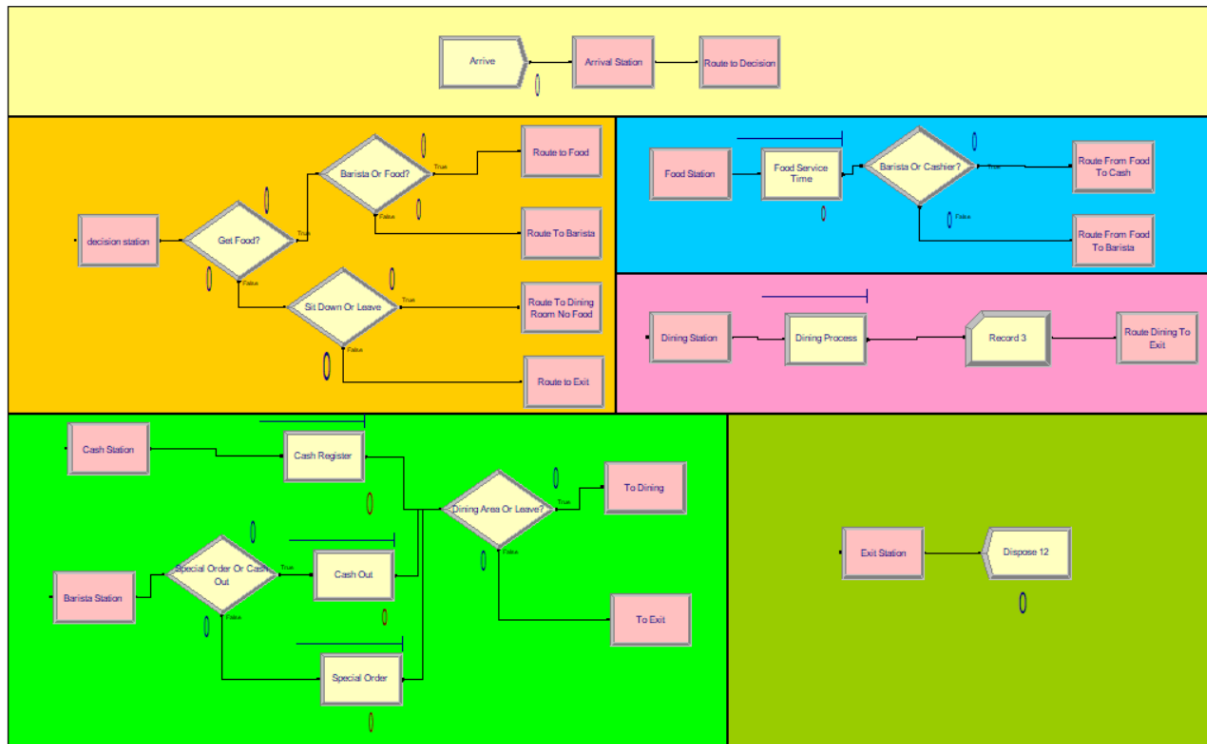 Arrive
Arrival Station
Route to Decision
decision station
Get Food?
True
False
Barista Or Food?
True
False
Route to Food
Route To Barista
Sit Down Or Leave
True
False
Route To Dining
Room No Food
Route to Exit
Food Station
Food Service
Time
Barista Or Cashier?
True
False
Route From Food
To Cash
Route From Food
To Barista
Dining Station
Dining Process
Record 3
Route Dining To
Exit
Cash Station
Cash Register
Barista Station
Special Order Or Cash
Out
True
False
Cash Out
Special Order
Dining Area Or Leave?
True
False
To Dining
To Exit
Exit Station
Dispose 12